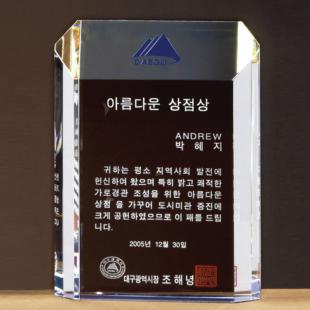 DAEGU
아름다운 상점상
ANDREW
박 혜 지
귀하는 평소 지역사회 발전에
헌신하여 왔으며 특히 밝고 쾌적한
가로경관 조성을 위한 아름다운
상점 을 가꾸어 도시미관 증진에
크게 공헌하였으므로 이 패를 드립
니다.
2005년 12월 30일
대구광역시장 조 해 녕